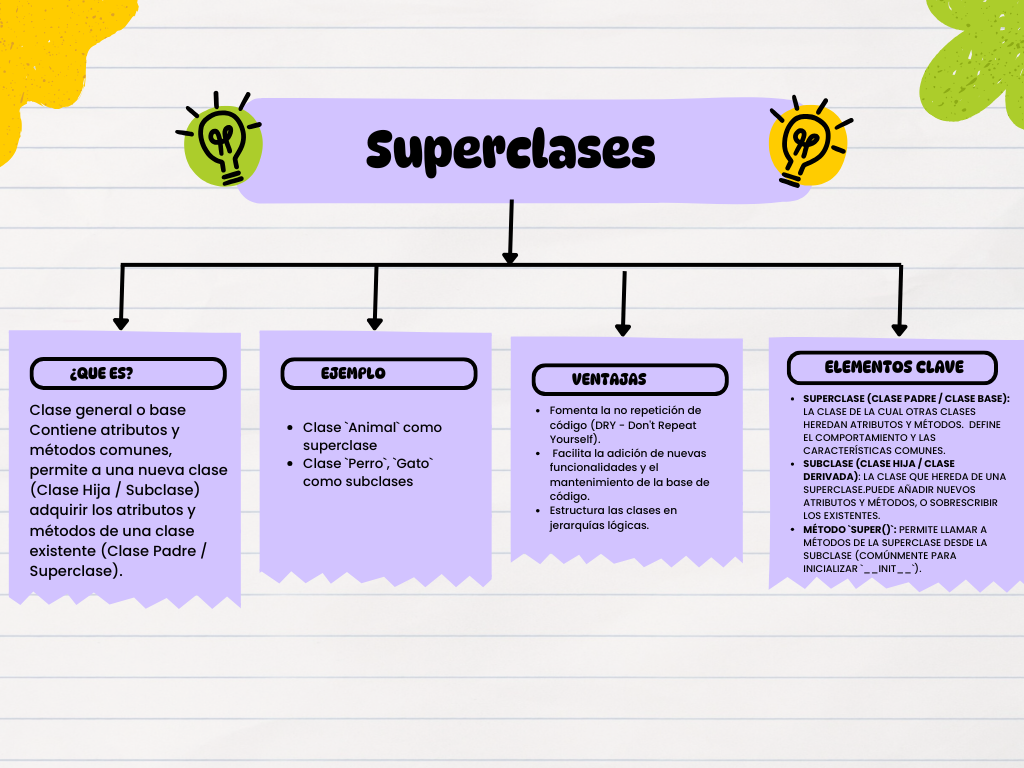 Superclases
¿QUE ES?
Clase general o base
Contiene atributos y
métodos comunes,
permite a una nueva clase
(Clase Hija / Subclase)
adquirir los atributos y
métodos de una clase
existente (Clase Padre /
Superclase).
EJEMPLO
• Clase `Animal` como
superclase
• Clase `Perro`, `Gato`
como subclases
VENTAJAS
• Fomenta la no repetición de
código (DRY - Don't Repeat
Yourself).
• Facilita la adición de nuevas
funcionalidades y el
mantenimiento de la base de
código.
• Estructura las clases en
jerarquías lógicas.
ELEMENTOS CLAVE
• SUPERCLASE (CLASE PADRE / CLASE BASE):
LA CLASE DE LA CUAL OTRAS CLASES
HEREDAN ATRIBUTOS Y MÉTODOS. DEFINE
EL COMPORTAMIENTO Y LAS
CARACTERÍSTICAS COMUNES.
• SUBCLASE (CLASE HIJA / CLASE
DERIVADA): LA CLASE QUE HEREDA DE UNA
SUPERCLASE.PUEDE AÑADIR NUEVOS
ATRIBUTOS Y MÉTODOS, O SOBRESCRIBIR
LOS EXISTENTES.
• MÉTODO `SUPER()`: PERMITE LLAMAR A
MÉTODOS DE LA SUPERCLASE DESDE LA
SUBCLASE (COMÚNMENTE PARA
INICIALIZAR `__INIT__`).